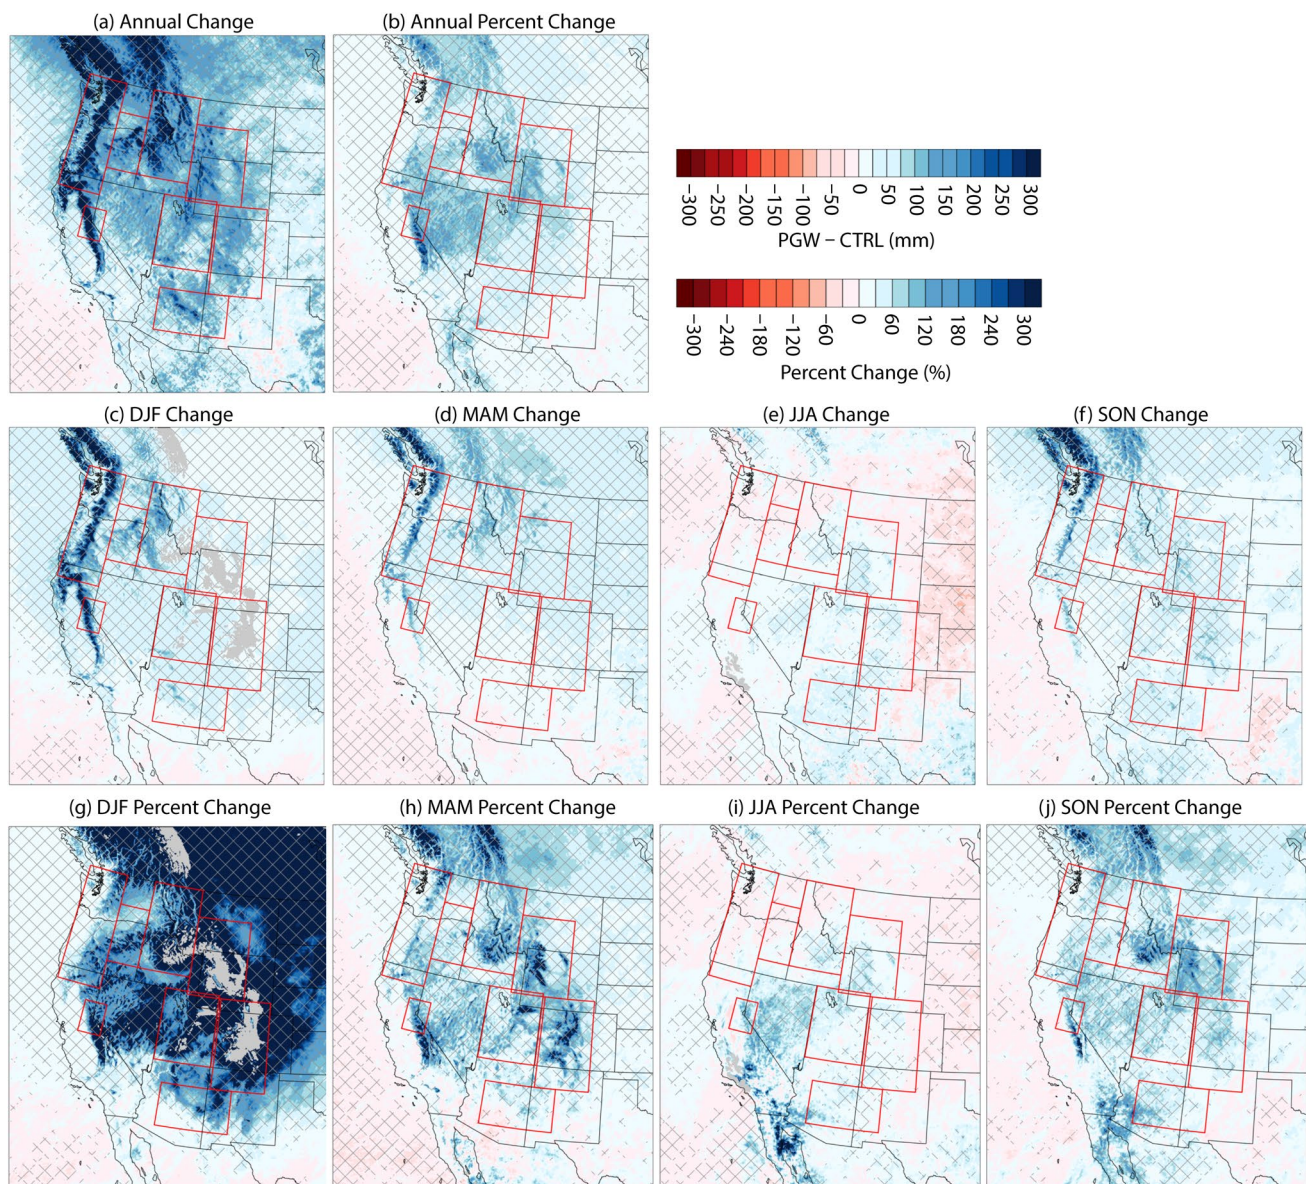 (a) Annual Change
(b) Annual Percent Change
−300 −250 −200 −150 −100 −50 0 50 100 150 200 250 300
PGW − CTRL (mm)
−300 −240 −180 −120 −60 0 60 120 180 240 300
Percent Change (%)
(c) DJF Change
(d) MAM Change
(e) JJA Change
(f) SON Change
(g) DJF Percent Change
(h) MAM Percent Change
(i) JJA Percent Change
(j) SON Percent Change